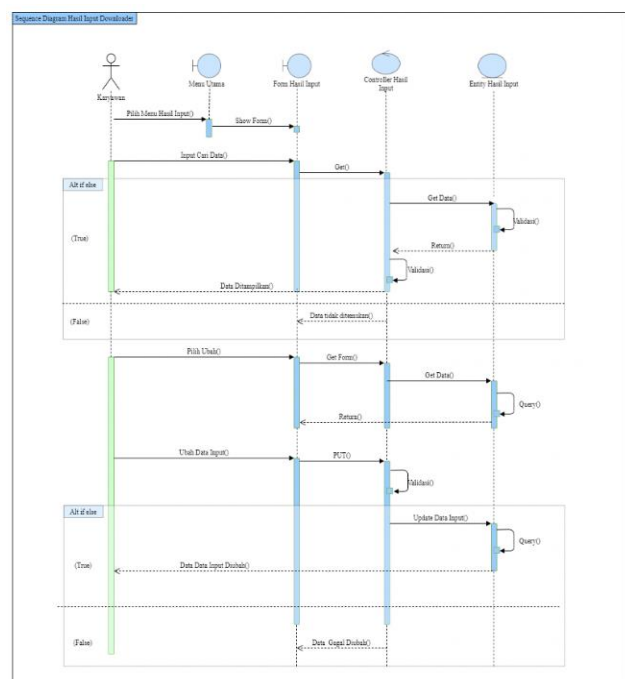 Sequence Diagram Hasil Input Downloader
Karyawan
Menu Utama
Form Hasil Input
Controller Hasil
Input
Entity Hasil Input
Pilih Menu Hasil Input()
Show Form()
Input Cari Data()
Get()
Alt if else
Get Data()
Validasi()
(True)
Return()
Validasi()
Data Ditampilkan()
Data tidak ditemukan()
(False)
Pilih Ubah()
Get Form()
Get Data()
Query()
Return()
Ubah Data Input()
PUT()
Validasi()
Alt if else
Update Data Input()
Query()
(True)
Data Data Input Diubah()
(False)
Data Gagal Diubah()